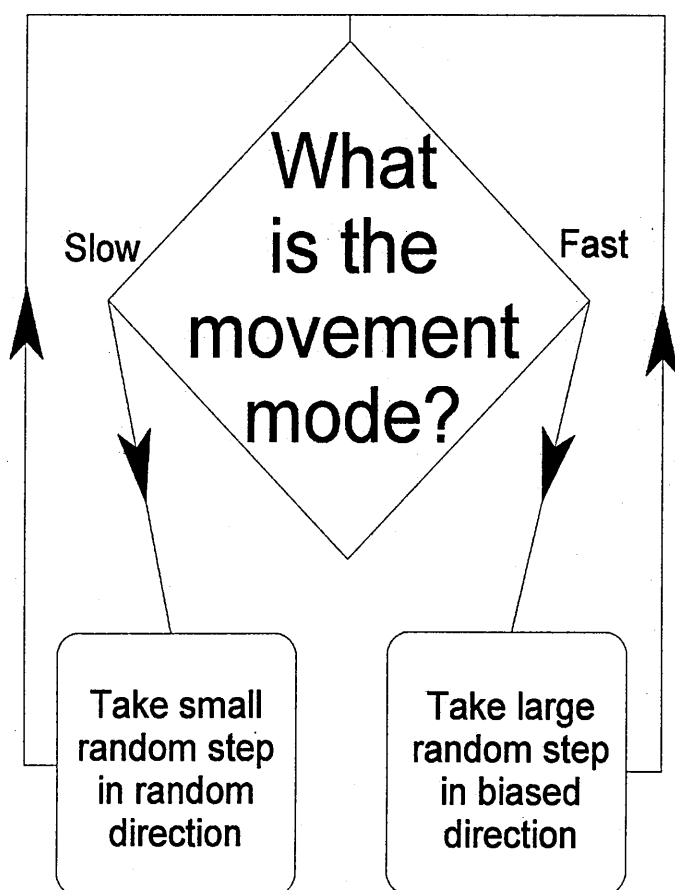 What
is the
movement
mode?
Slow
Fast
Take small
random step
in random
direction
Take large
random step
in biased
direction